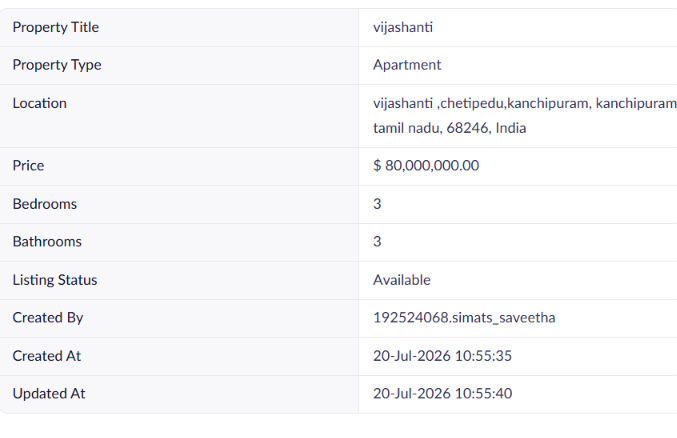 Property Title vijashanti
Property Type Apartment
Location vijashanti ,chetipedu,kanchipuram, kanchipuram
tamil nadu, 68246, India
Price $ 80,000,000.00
Bedrooms 3
Bathrooms 3
Listing Status Available
Created By 192524068.simats_saveetha
Created At 20-Jul-2026 10:55:35
Updated At 20-Jul-2026 10:55:40